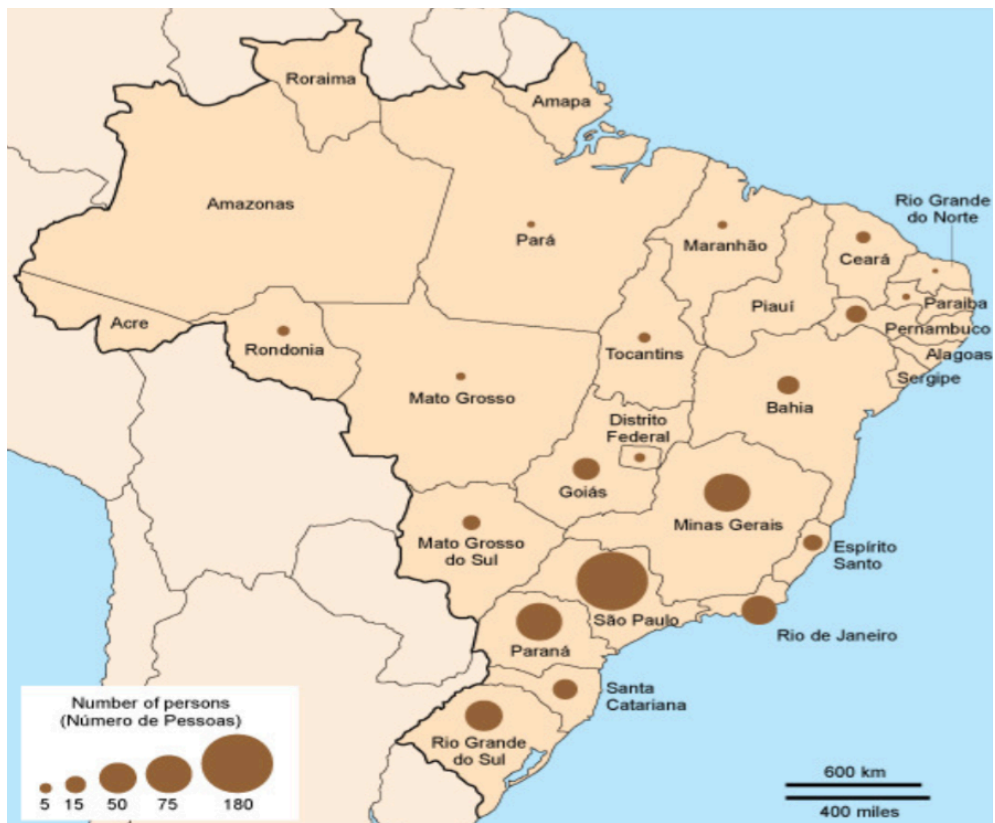 Roraima
Amapa
Amazonas
Pará
Maranhão
Ceará
Rio Grande
do Norte
Piauí
Paraiba
Pernambuco
Alagoas
Sergipe
Acre
Rondonia
Tocantins
Mato Grosso
Bahia
Distrito
Federal
Goiás
Minas Gerais
Mato Grosso
do Sul
Espírito
Santo
São Paulo
Rio de Janeiro
Paraná
Santa
Catariana
Rio Grande
do Sul
Number of persons
(Número de Pessoas)
5 15 50 75 180
600 km
400 miles